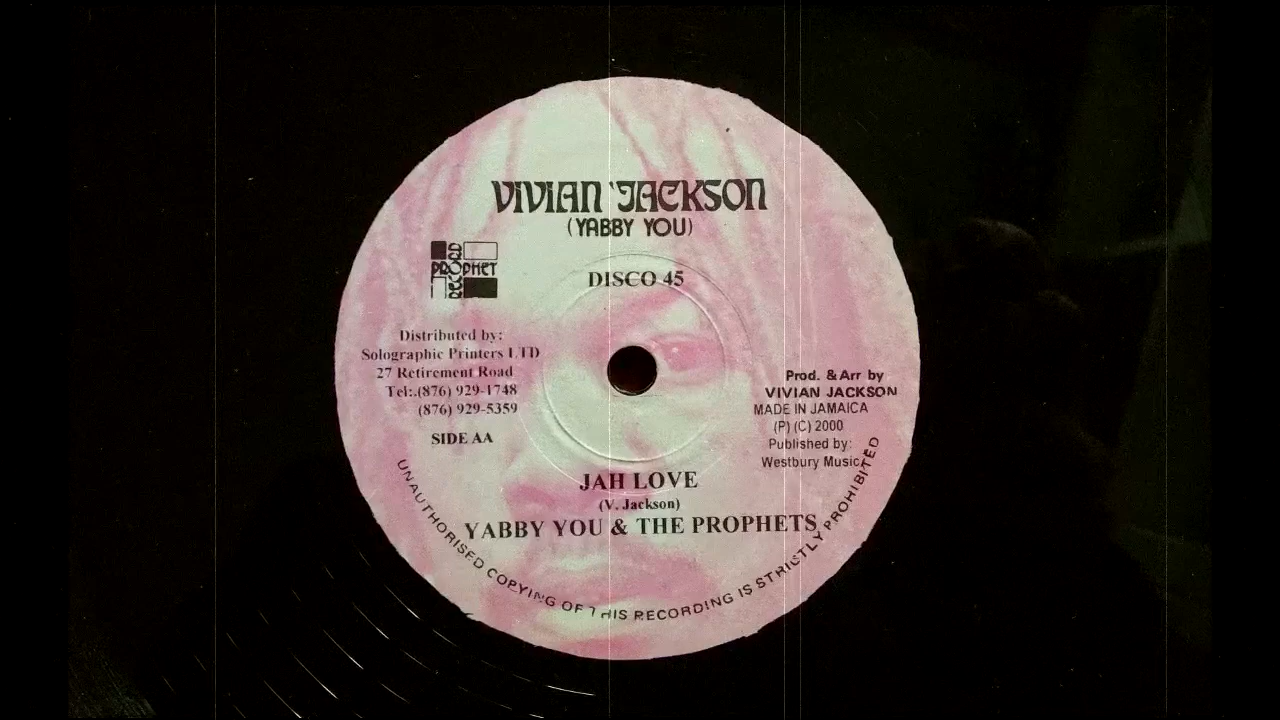 VIVIAN JACKSON
(YABBY YOU)
PROPHET
RECORD
DISCO 45
Distributed by:
Solographic Printers LTD
27 Retirement Road
Tel:.(876) 929-1748
(876) 929-5359
SIDE AA
Prod. & Arr by
VIVIAN JACKSON
MADE IN JAMAICA
(P) (C) 2000
Published by:
Westbury Music
JAH LOVE
(V. Jackson)
YABBY YOU & THE PROPHETS
UNAUTHORISED COPYING OF THIS RECORDING IS STRICTLY PROHIBITED